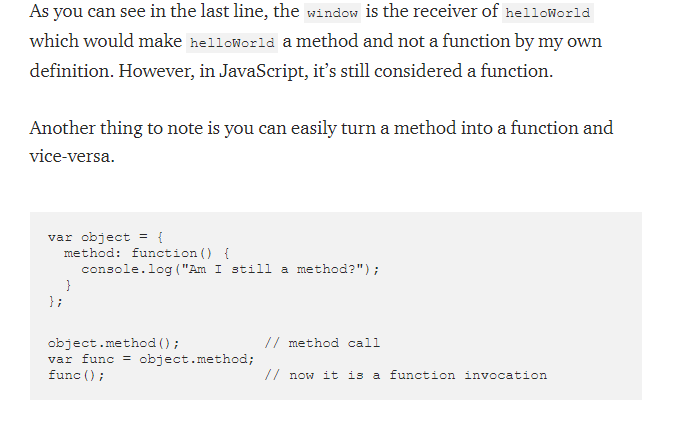 As you can see in the last line, the window is the receiver of helloWorld
which would make helloWorld a method and not a function by my own
definition. However, in JavaScript, it’s still considered a function.
Another thing to note is you can easily turn a method into a function and
vice-versa.
var object = {
  method: function() {
    console.log("Am I still a method?");
  }
};
object.method();          // method call
var func = object.method;
func();                   // now it is a function invocation